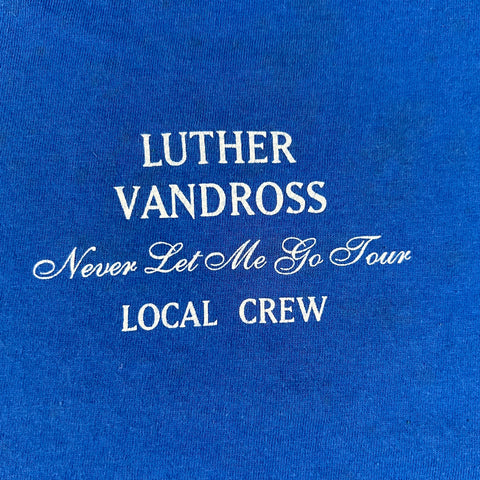 LUTHER
VANDROSS
Never Let Me Go Tour
LOCAL CREW